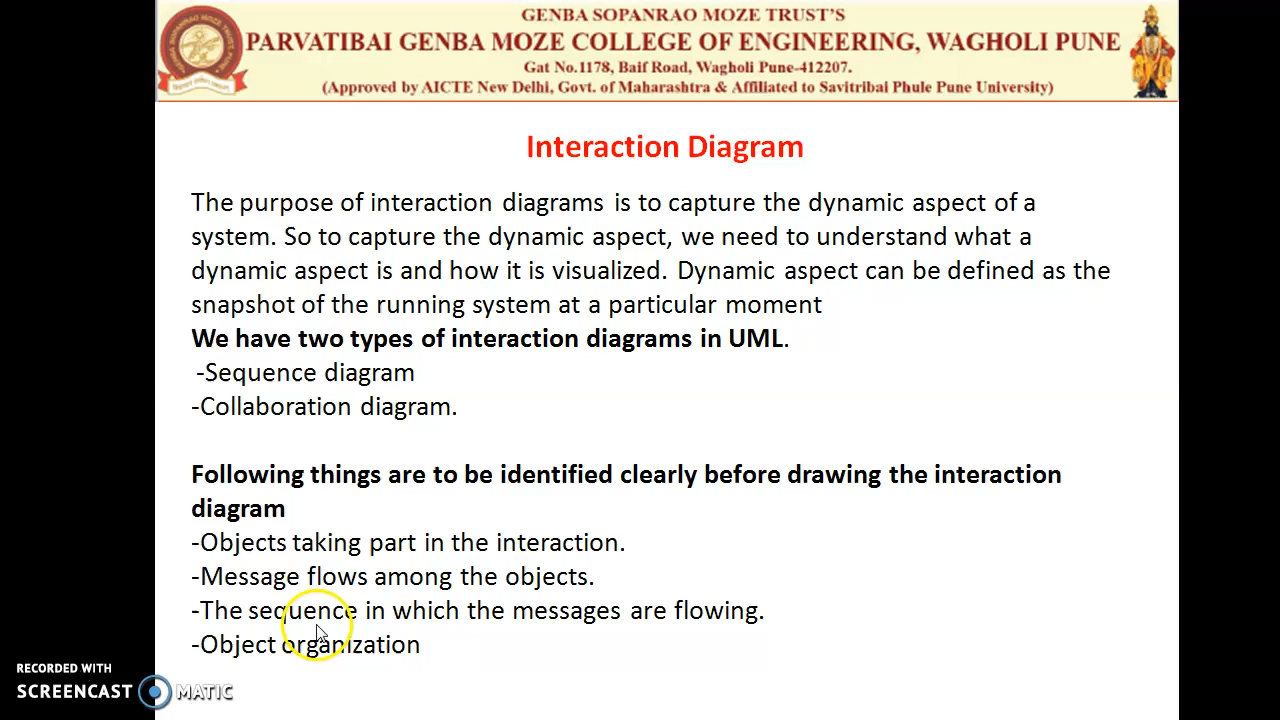 GENBA SOPANRAO MOZE TRUST'S
PARVATIBAI GENBA MOZE COLLEGE OF ENGINEERING, WAGHOLI PUNE
Gat No.1178, Baif Road, Wagholi Pune-412207.
(Approved by AICTE New Delhi, Govt. of Maharashtra & Affiliated to Savitribai Phule Pune University)
Interaction Diagram
The purpose of interaction diagrams is to capture the dynamic aspect of a
system. So to capture the dynamic aspect, we need to understand what a
dynamic aspect is and how it is visualized. Dynamic aspect can be defined as the
snapshot of the running system at a particular moment
We have two types of interaction diagrams in UML.
-Sequence diagram
-Collaboration diagram.
Following things are to be identified clearly before drawing the interaction
diagram
-Objects taking part in the interaction.
-Message flows among the objects.
-The sequence in which the messages are flowing.
-Object organization
RECORDED WITH
SCREENCAST MATIC